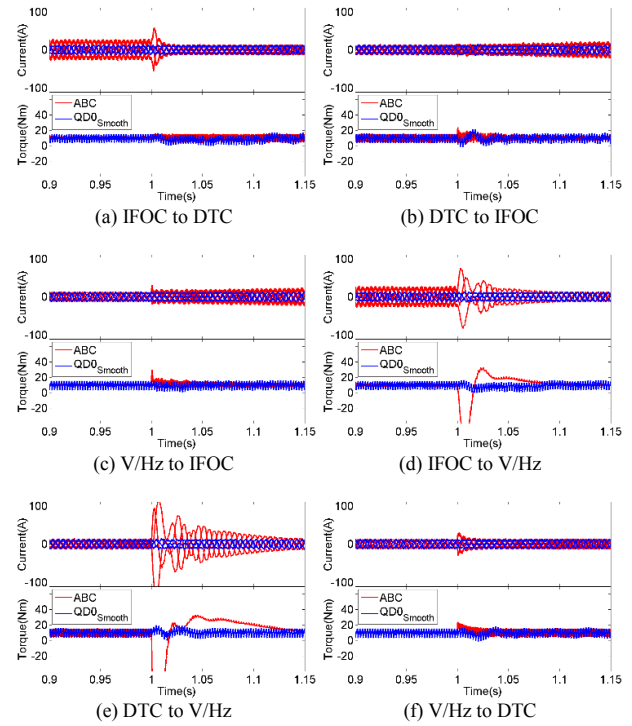 100
Current(A)
0
-100
ABC
QD0Smooth
Torque(Nm)
40
20
0
-20
0.9 0.95 1 1.05 1.1 1.15
Time(s)
(a) IFOC to DTC
100
Current(A)
0
-100
ABC
QD0Smooth
Torque(Nm)
40
20
0
-20
0.9 0.95 1 1.05 1.1 1.15
Time(s)
(b) DTC to IFOC
100
Current(A)
0
-100
ABC
QD0Smooth
Torque(Nm)
40
20
0
-20
0.9 0.95 1 1.05 1.1 1.15
Time(s)
(c) V/Hz to IFOC
100
Current(A)
0
-100
ABC
QD0Smooth
Torque(Nm)
40
20
0
-20
0.9 0.95 1 1.05 1.1 1.15
Time(s)
(d) IFOC to V/Hz
100
Current(A)
0
-100
ABC
QD0Smooth
Torque(Nm)
40
20
0
-20
0.9 0.95 1 1.05 1.1 1.15
Time(s)
(e) DTC to V/Hz
100
Current(A)
0
-100
ABC
QD0Smooth
Torque(Nm)
40
20
0
-20
0.9 0.95 1 1.05 1.1 1.15
Time(s)
(f) V/Hz to DTC